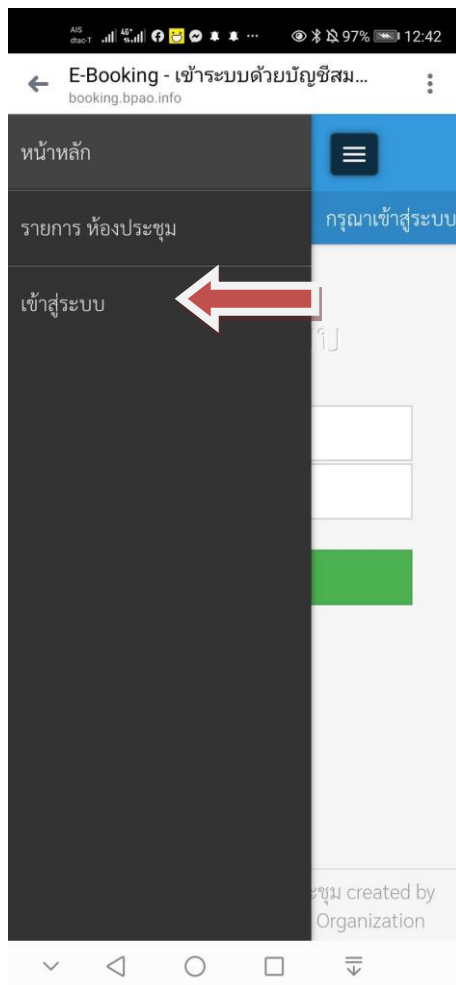 AIS
dtac-T
4G+
97%
12:42
E-Booking - เข้าระบบด้วยบัญชีสม...
booking.bpao.info
หน้าหลัก
รายการ ห้องประชุม
กรุณาเข้าสู่ระบบ
เข้าสู่ระบบ
created by
Organization